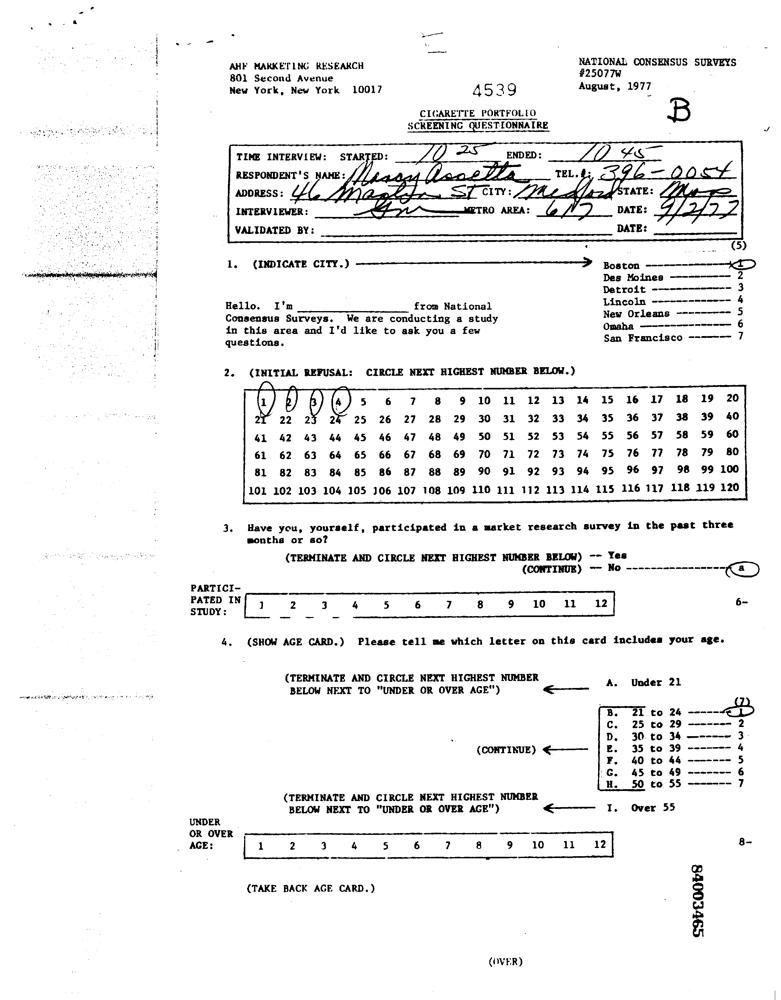 AHF MARKETING RESEARCH
801 Second Avenue
New York, New York 10017
4539
NATIONAL CONSENSUS SURVEYS
#25077W
August, 1977
B
CIGARETTE PORTFOLIO
SCREENING QUESTIONNAIRE
TIME INTERVIEW: STARTED: 10 25 ENDED: 10 45
RESPONDENT'S NAME: TEL.#: 396-0054
ADDRESS: 46 ST CITY: Medford STATE: Mass
INTERVIEWER: METRO AREA: DATE: 9/2/77
VALIDATED BY: DATE:
(5)
1. (INDICATE CITY.)
Boston 1
Des Moines 2
Detroit 3
Lincoln 4
New Orleans 5
Omaha 6
San Francisco 7
Hello. I'm ______ from National
Consensus Surveys. We are conducting a study
in this area and I'd like to ask you a few
questions.
2. (INITIAL REFUSAL: CIRCLE NEXT HIGHEST NUMBER BELOW.)
1 2 3 4 5 6 7 8 9 10 11 12 13 14 15 16 17 18 19 20
21 22 23 24 25 26 27 28 29 30 31 32 33 34 35 36 37 38 39 40
41 42 43 44 45 46 47 48 49 50 51 52 53 54 55 56 57 58 59 60
61 62 63 64 65 66 67 68 69 70 71 72 73 74 75 76 77 78 79 80
81 82 83 84 85 86 87 88 89 90 91 92 93 94 95 96 97 98 99 100
101 102 103 104 105 106 107 108 109 110 111 112 113 114 115 116 117 118 119 120
3. Have you, yourself, participated in a market research survey in the past three
months or so?
(TERMINATE AND CIRCLE NEXT HIGHEST NUMBER BELOW) -- Yes
(CONTINUE) -- No ---------------- a
PARTICI-
PATED IN
STUDY:
1 2 3 4 5 6 7 8 9 10 11 12
6-
4. (SHOW AGE CARD.) Please tell me which letter on this card includes your age.
(TERMINATE AND CIRCLE NEXT HIGHEST NUMBER
BELOW NEXT TO "UNDER OR OVER AGE")
A. Under 21
(7)
B. 21 to 24 1
C. 25 to 29 ------- 2
D. 30 to 34 ------- 3
(CONTINUE)
E. 35 to 39 ------- 4
F. 40 to 44 ------- 5
G. 45 to 49 ------- 6
H. 50 to 55 ------- 7
(TERMINATE AND CIRCLE NEXT HIGHEST NUMBER
BELOW NEXT TO "UNDER OR OVER AGE")
I. Over 55
UNDER
OR OVER
AGE:
1 2 3 4 5 6 7 8 9 10 11 12
8-
(TAKE BACK AGE CARD.)
84003465
(OVER)